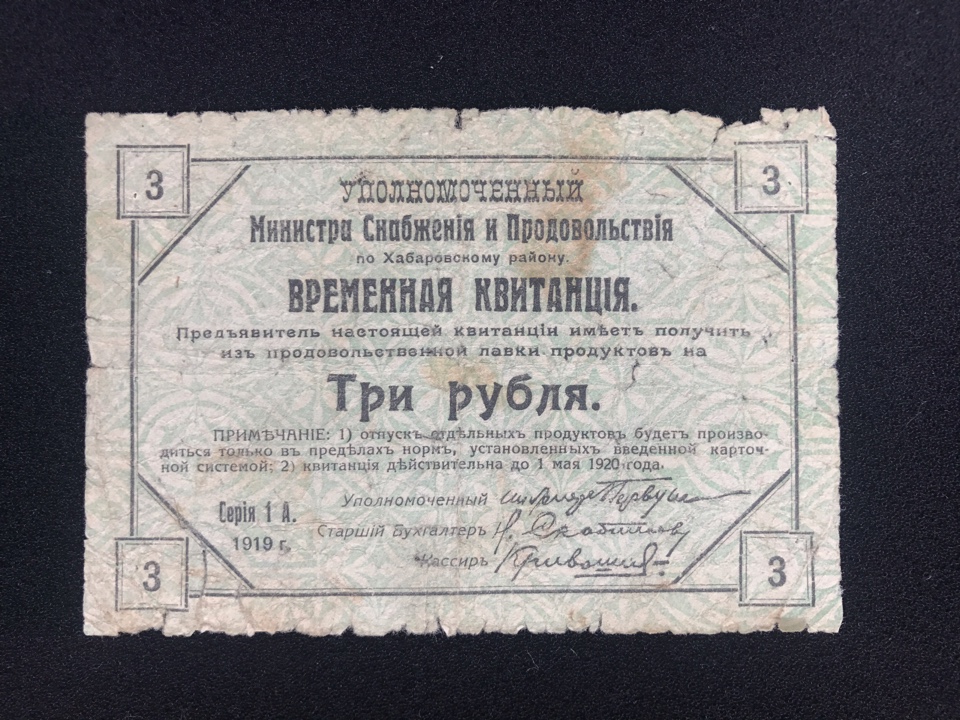 3 3
УПОЛНОМОЧЕННЫЙ
Министра Снабженія и Продовольствія
по Хабаровскому району.
ВРЕМЕННАЯ КВИТАНЦІЯ.
Предъявитель настоящей квитанціи имѣетъ получить
изъ продовольственной лавки продуктовъ на
Три рубля.
ПРИМѢЧАНІЕ: 1) отпускъ отдѣльныхъ продуктовъ будетъ произво-
диться только въ предѣлахъ нормъ, установленныхъ введенной карточ-
ной системой; 2) квитанція дѣйствительна до 1 мая 1920 года.
Уполномоченный
Серія 1 А.
Старшій Бухгалтеръ
1919 г.
Кассиръ
3 3